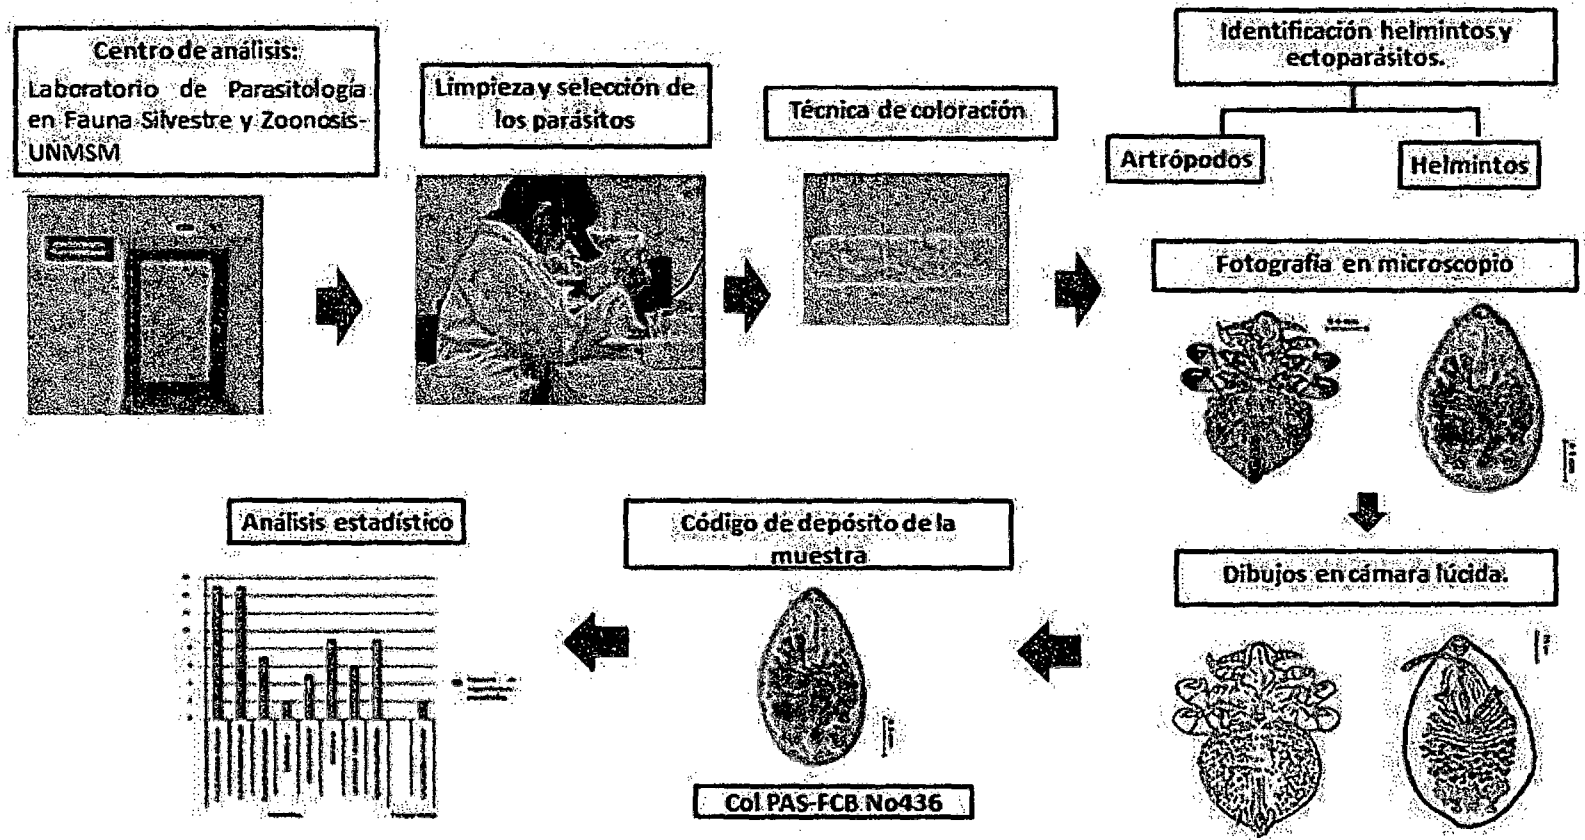 Centro de análisis:
Laboratorio de Parasitología
en Fauna Silvestre y Zoonosis-
UNMSM
Limpieza y selección de
los parásitos
Técnica de coloración
Identificación helmintos y
ectoparásitos.
Artrópodos
Helmintos
Fotografía en microscopio
Dibujos en cámara lúcida.
Código de depósito de la
muestra
Col PAS-FCB No436
Análisis estadístico